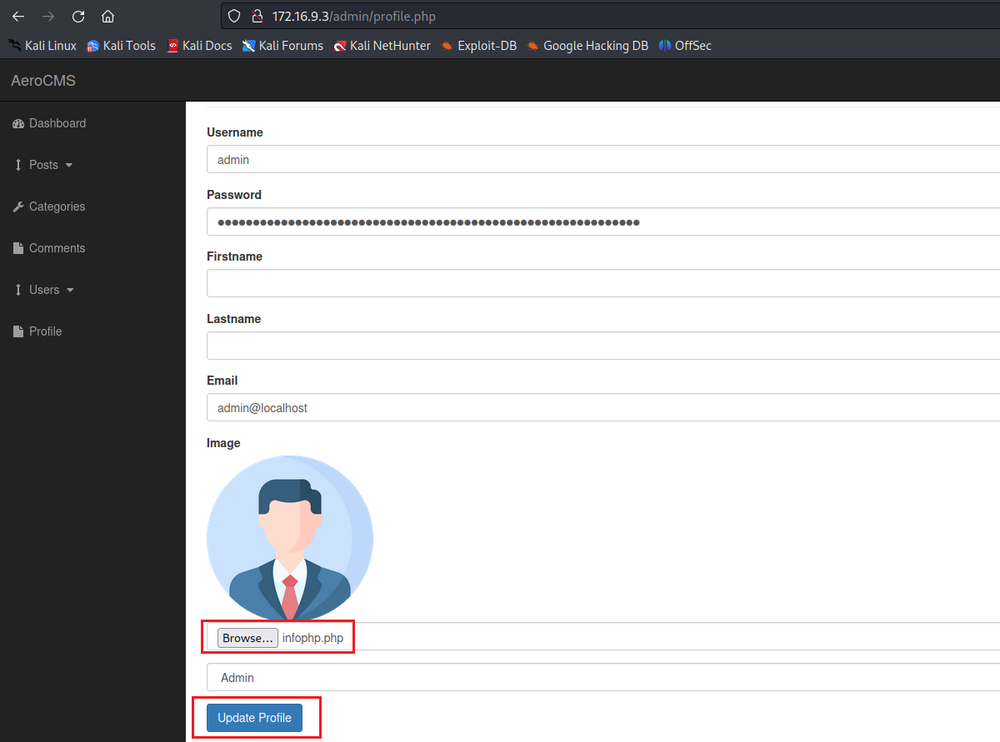 172.16.9.3/admin/profile.php
Kali Linux Kali Tools Kali Docs Kali Forums Kali NetHunter Exploit-DB Google Hacking DB OffSec
AeroCMS
Dashboard
Posts
Categories
Comments
Users
Profile
Username
admin
Password
Firstname
Lastname
Email
admin@localhost
Image
Browse... infophp.php
Admin
Update Profile